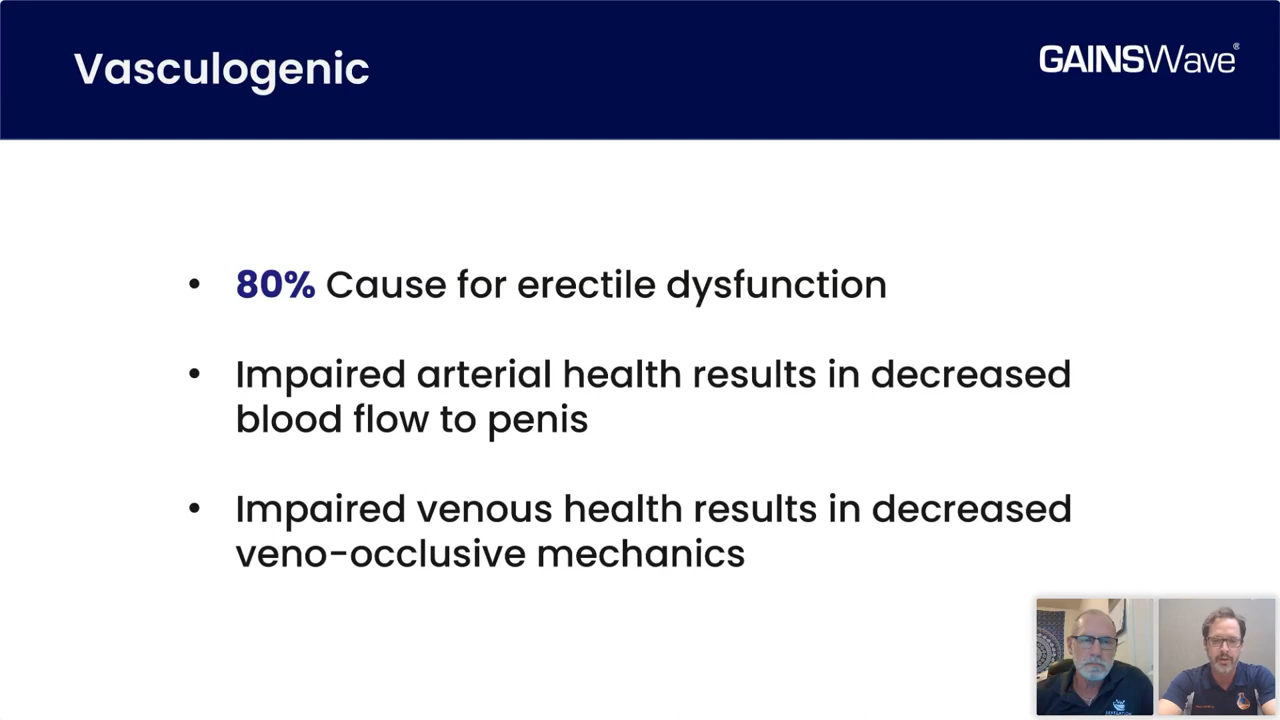 Vasculogenic
GAINSWave®
• 80% Cause for erectile dysfunction
• Impaired arterial health results in decreased
blood flow to penis
• Impaired venous health results in decreased
veno-occlusive mechanics